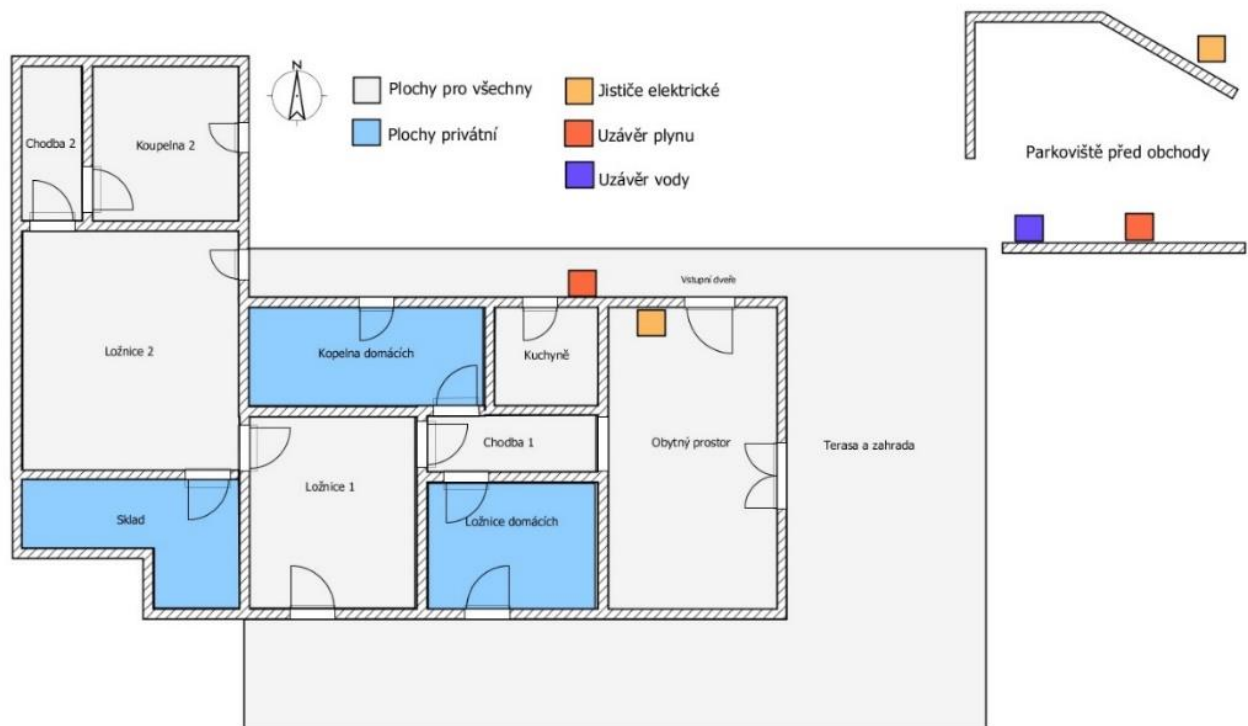 N
Plochy pro všechny
Plochy privátní
Jističe elektrické
Uzávěr plynu
Uzávěr vody
Parkoviště před obchody
Chodba 2
Koupelna 2
Vstupní dveře
Ložnice 2
Kopelna domácích
Kuchyně
Chodba 1
Obytný prostor
Terasa a zahrada
Ložnice 1
Sklad
Ložnice domácích